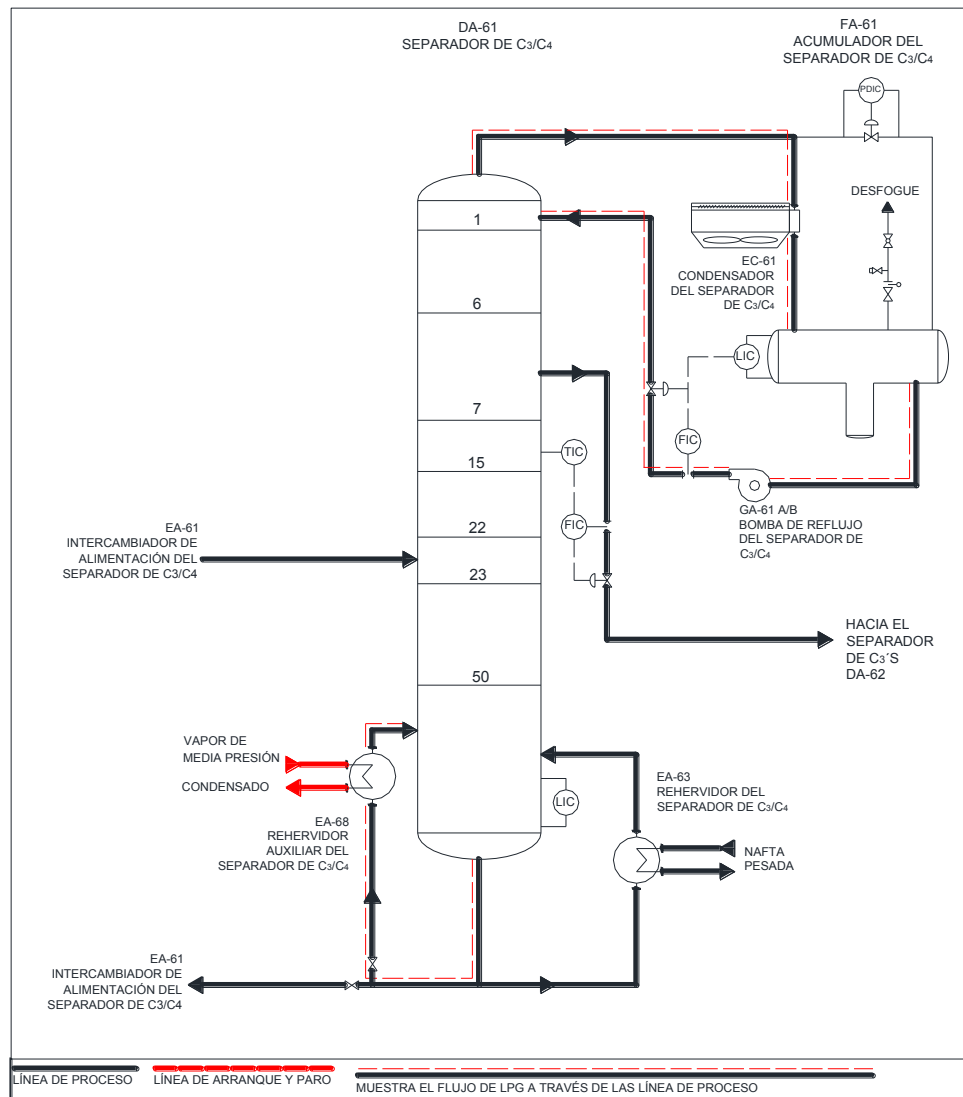 DA-61
SEPARADOR DE C3/C4
FA-61
ACUMULADOR DEL
SEPARADOR DE C3/C4
PDIC
DESFOGUE
1
EC-61
CONDENSADOR
DEL SEPARADOR
DE C3/C4
6
LIC
7
FIC
TIC
15
GA-61 A/B
BOMBA DE REFLUJO
DEL SEPARADOR DE
C3/C4
EA-61
INTERCAMBIADOR DE
ALIMENTACIÓN DEL
SEPARADOR DE C3/C4
FIC
22
23
HACIA EL
SEPARADOR
DE C3´S
DA-62
50
VAPOR DE
MEDIA PRESIÓN
CONDENSADO
EA-63
REHERVIDOR DEL
SEPARADOR DE C3/C4
LIC
EA-68
REHERVIDOR
AUXILIAR DEL
SEPARADOR DE C3/C4
NAFTA
PESADA
EA-61
INTERCAMBIADOR DE
ALIMENTACIÓN DEL
SEPARADOR DE C3/C4
LÍNEA DE PROCESO
LÍNEA DE ARRANQUE Y PARO
MUESTRA EL FLUJO DE LPG A TRAVÉS DE LAS LÍNEA DE PROCESO